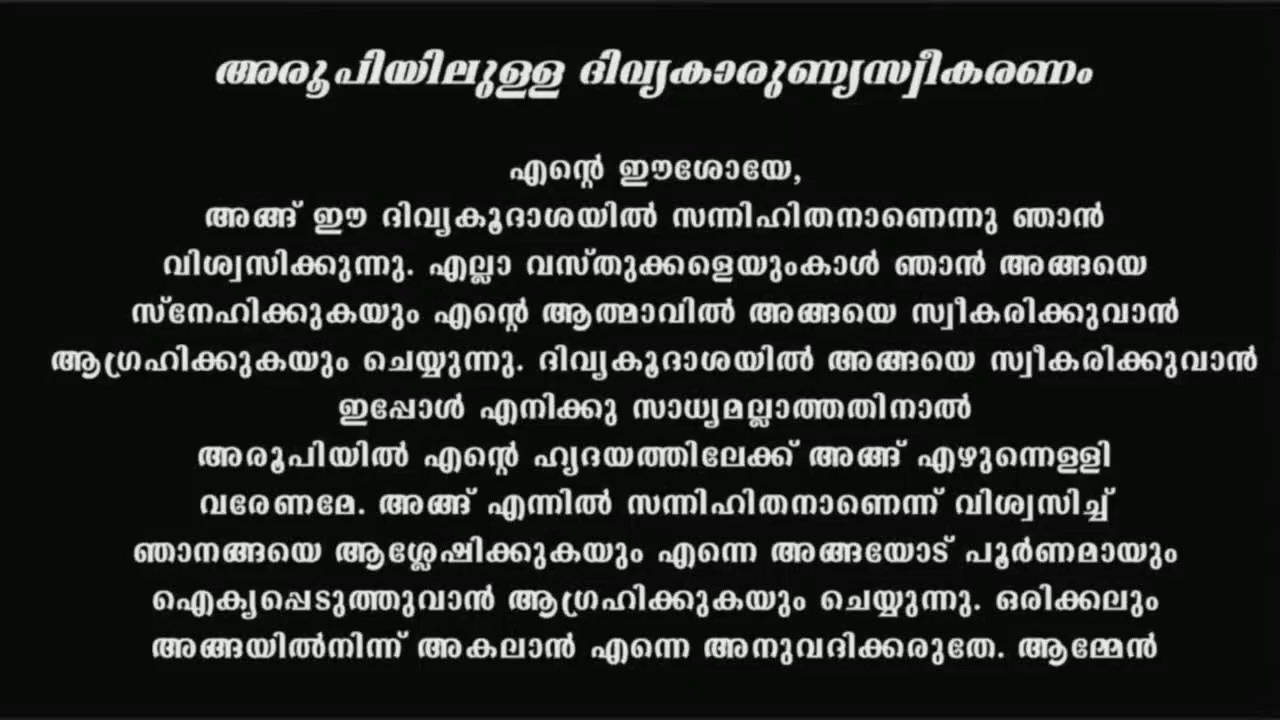 അരൂപിയിലുള്ള ദിവ്യകാരുണ്യസ്വീകരണം
എന്റെ ഈശോയേ,
അങ്ങ് ഈ ദിവ്യകൂദാശയിൽ സന്നിഹിതനാണെന്നു ഞാൻ
വിശ്വസിക്കുന്നു. എല്ലാ വസ്തുക്കളെയുംകാൾ ഞാൻ അങ്ങയെ
സ്നേഹിക്കുകയും എന്റെ ആത്മാവിൽ അങ്ങയെ സ്വീകരിക്കുവാൻ
ആഗ്രഹിക്കുകയും ചെയ്യുന്നു. ദിവ്യകൂദാശയിൽ അങ്ങയെ സ്വീകരിക്കുവാൻ
ഇപ്പോൾ എനിക്കു സാധ്യമല്ലാത്തതിനാൽ
അരൂപിയിൽ എന്റെ ഹൃദയത്തിലേക്ക് അങ്ങ് എഴുന്നെള്ളി
വരേണമേ. അങ്ങ് എന്നിൽ സന്നിഹിതനാണെന്ന് വിശ്വസിച്ച്
ഞാനങ്ങയെ ആശ്ലേഷിക്കുകയും എന്നെ അങ്ങയോട് പൂർണമായും
ഐക്യപ്പെടുത്തുവാൻ ആഗ്രഹിക്കുകയും ചെയ്യുന്നു. ഒരിക്കലും
അങ്ങയിൽനിന്ന് അകലാൻ എന്നെ അനുവദിക്കരുതേ. ആമ്മേൻ